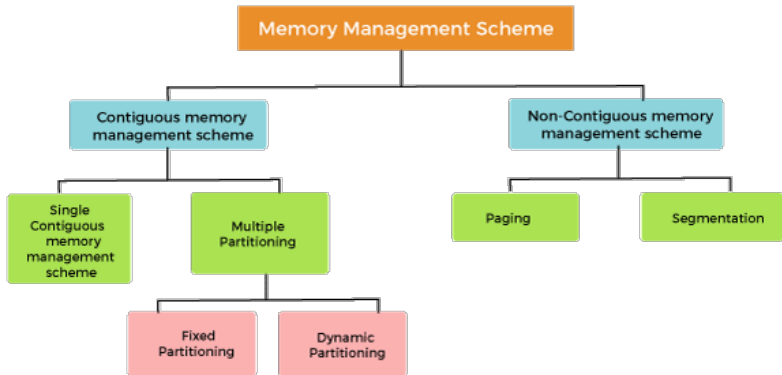 Memory Management Scheme
Contiguous memory
management scheme
Non-Contiguous memory
management scheme
Single
Contiguous
memory
management
scheme
Multiple
Partitioning
Paging
Segmentation
Fixed
Partitioning
Dynamic
Partitioning